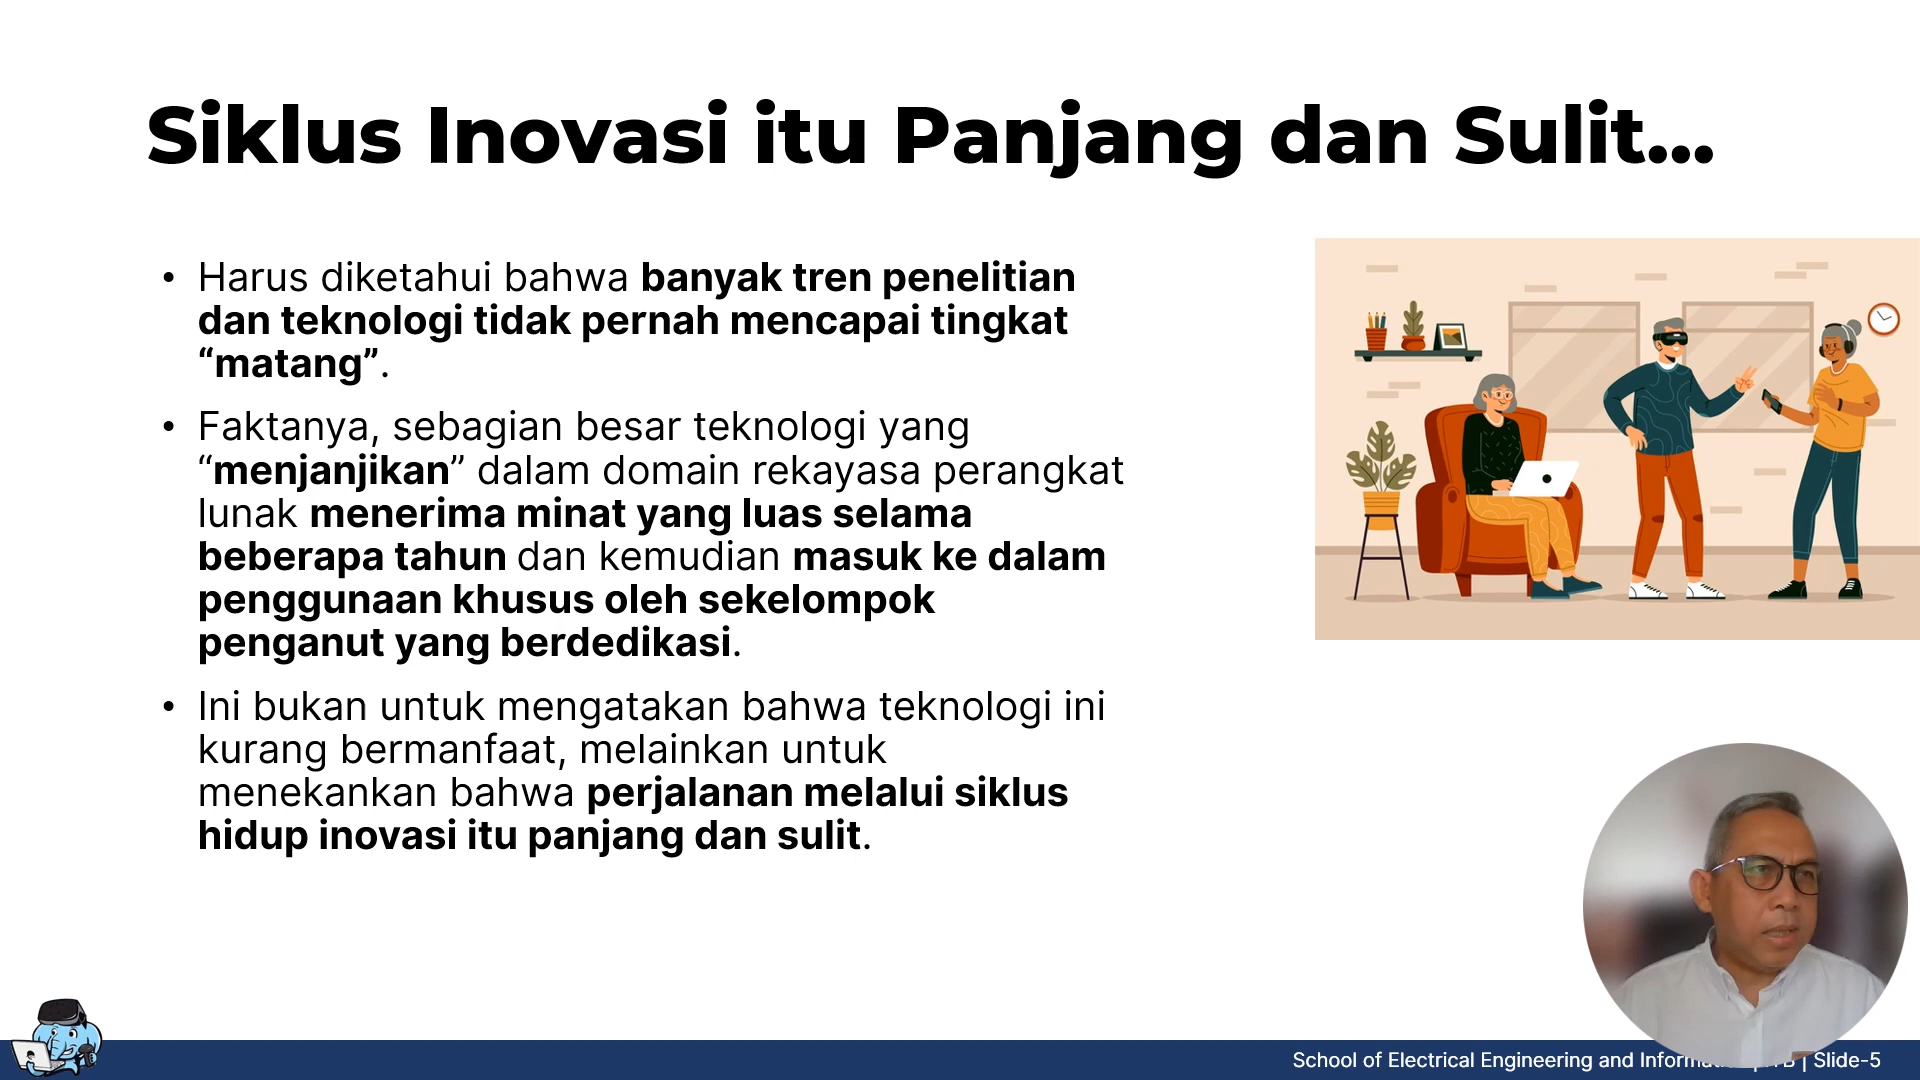 Siklus Inovasi itu Panjang dan Sulit...
• Harus diketahui bahwa banyak tren penelitian
dan teknologi tidak pernah mencapai tingkat
“matang”.
• Faktanya, sebagian besar teknologi yang
“menjanjikan” dalam domain rekayasa perangkat
lunak menerima minat yang luas selama
beberapa tahun dan kemudian masuk ke dalam
penggunaan khusus oleh sekelompok
penganut yang berdedikasi.
• Ini bukan untuk mengatakan bahwa teknologi ini
kurang bermanfaat, melainkan untuk
menekankan bahwa perjalanan melalui siklus
hidup inovasi itu panjang dan sulit.
School of Electrical Engineering and | Slide-5